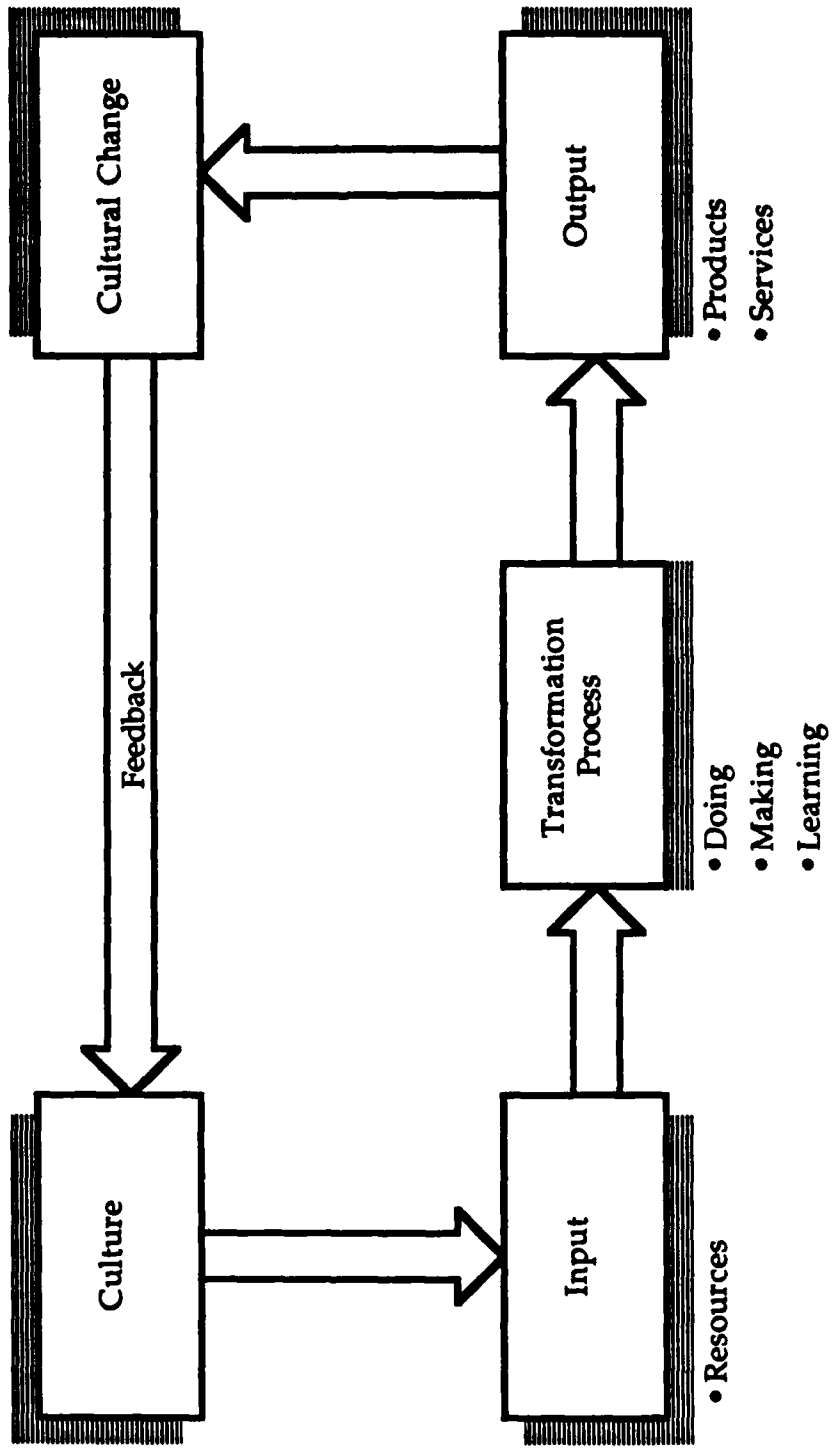 Culture
Feedback
Cultural Change
Input
• Resources
Transformation
Process
• Doing
• Making
• Learning
Output
• Products
• Services